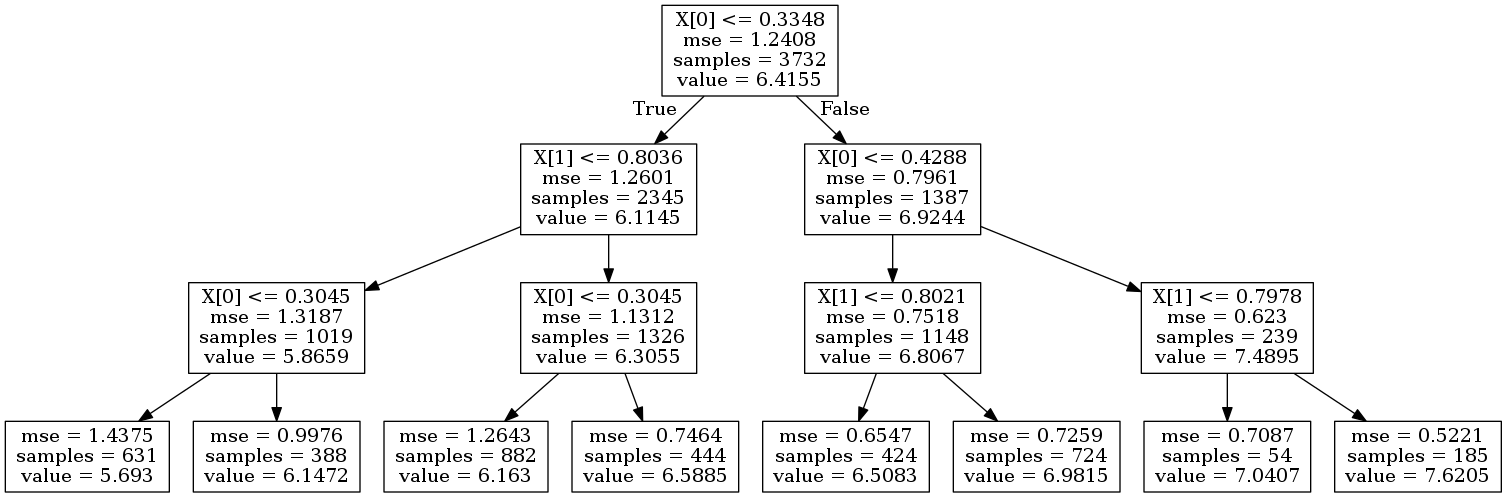 X[0] <= 0.3348
mse = 1.2408
samples = 3732
value = 6.4155
True
False
X[1] <= 0.8036
mse = 1.2601
samples = 2345
value = 6.1145
X[0] <= 0.4288
mse = 0.7961
samples = 1387
value = 6.9244
X[0] <= 0.3045
mse = 1.3187
samples = 1019
value = 5.8659
X[0] <= 0.3045
mse = 1.1312
samples = 1326
value = 6.3055
X[1] <= 0.8021
mse = 0.7518
samples = 1148
value = 6.8067
X[1] <= 0.7978
mse = 0.623
samples = 239
value = 7.4895
mse = 1.4375
samples = 631
value = 5.693
mse = 0.9976
samples = 388
value = 6.1472
mse = 1.2643
samples = 882
value = 6.163
mse = 0.7464
samples = 444
value = 6.5885
mse = 0.6547
samples = 424
value = 6.5083
mse = 0.7259
samples = 724
value = 6.9815
mse = 0.7087
samples = 54
value = 7.0407
mse = 0.5221
samples = 185
value = 7.6205